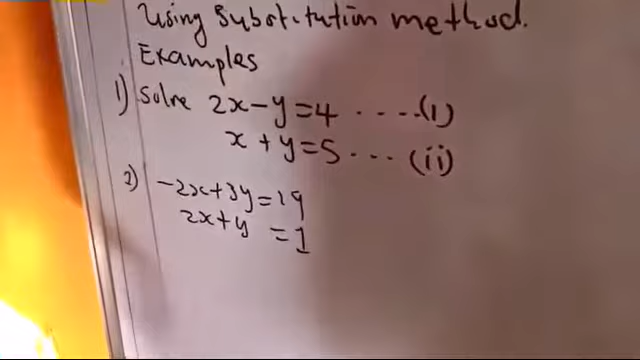 Using Substitution method.
Examples
1) Solve 2x-y=4 .....(i)
x+y=5... (ii)
2) -2x+3y=19
2x+y =1